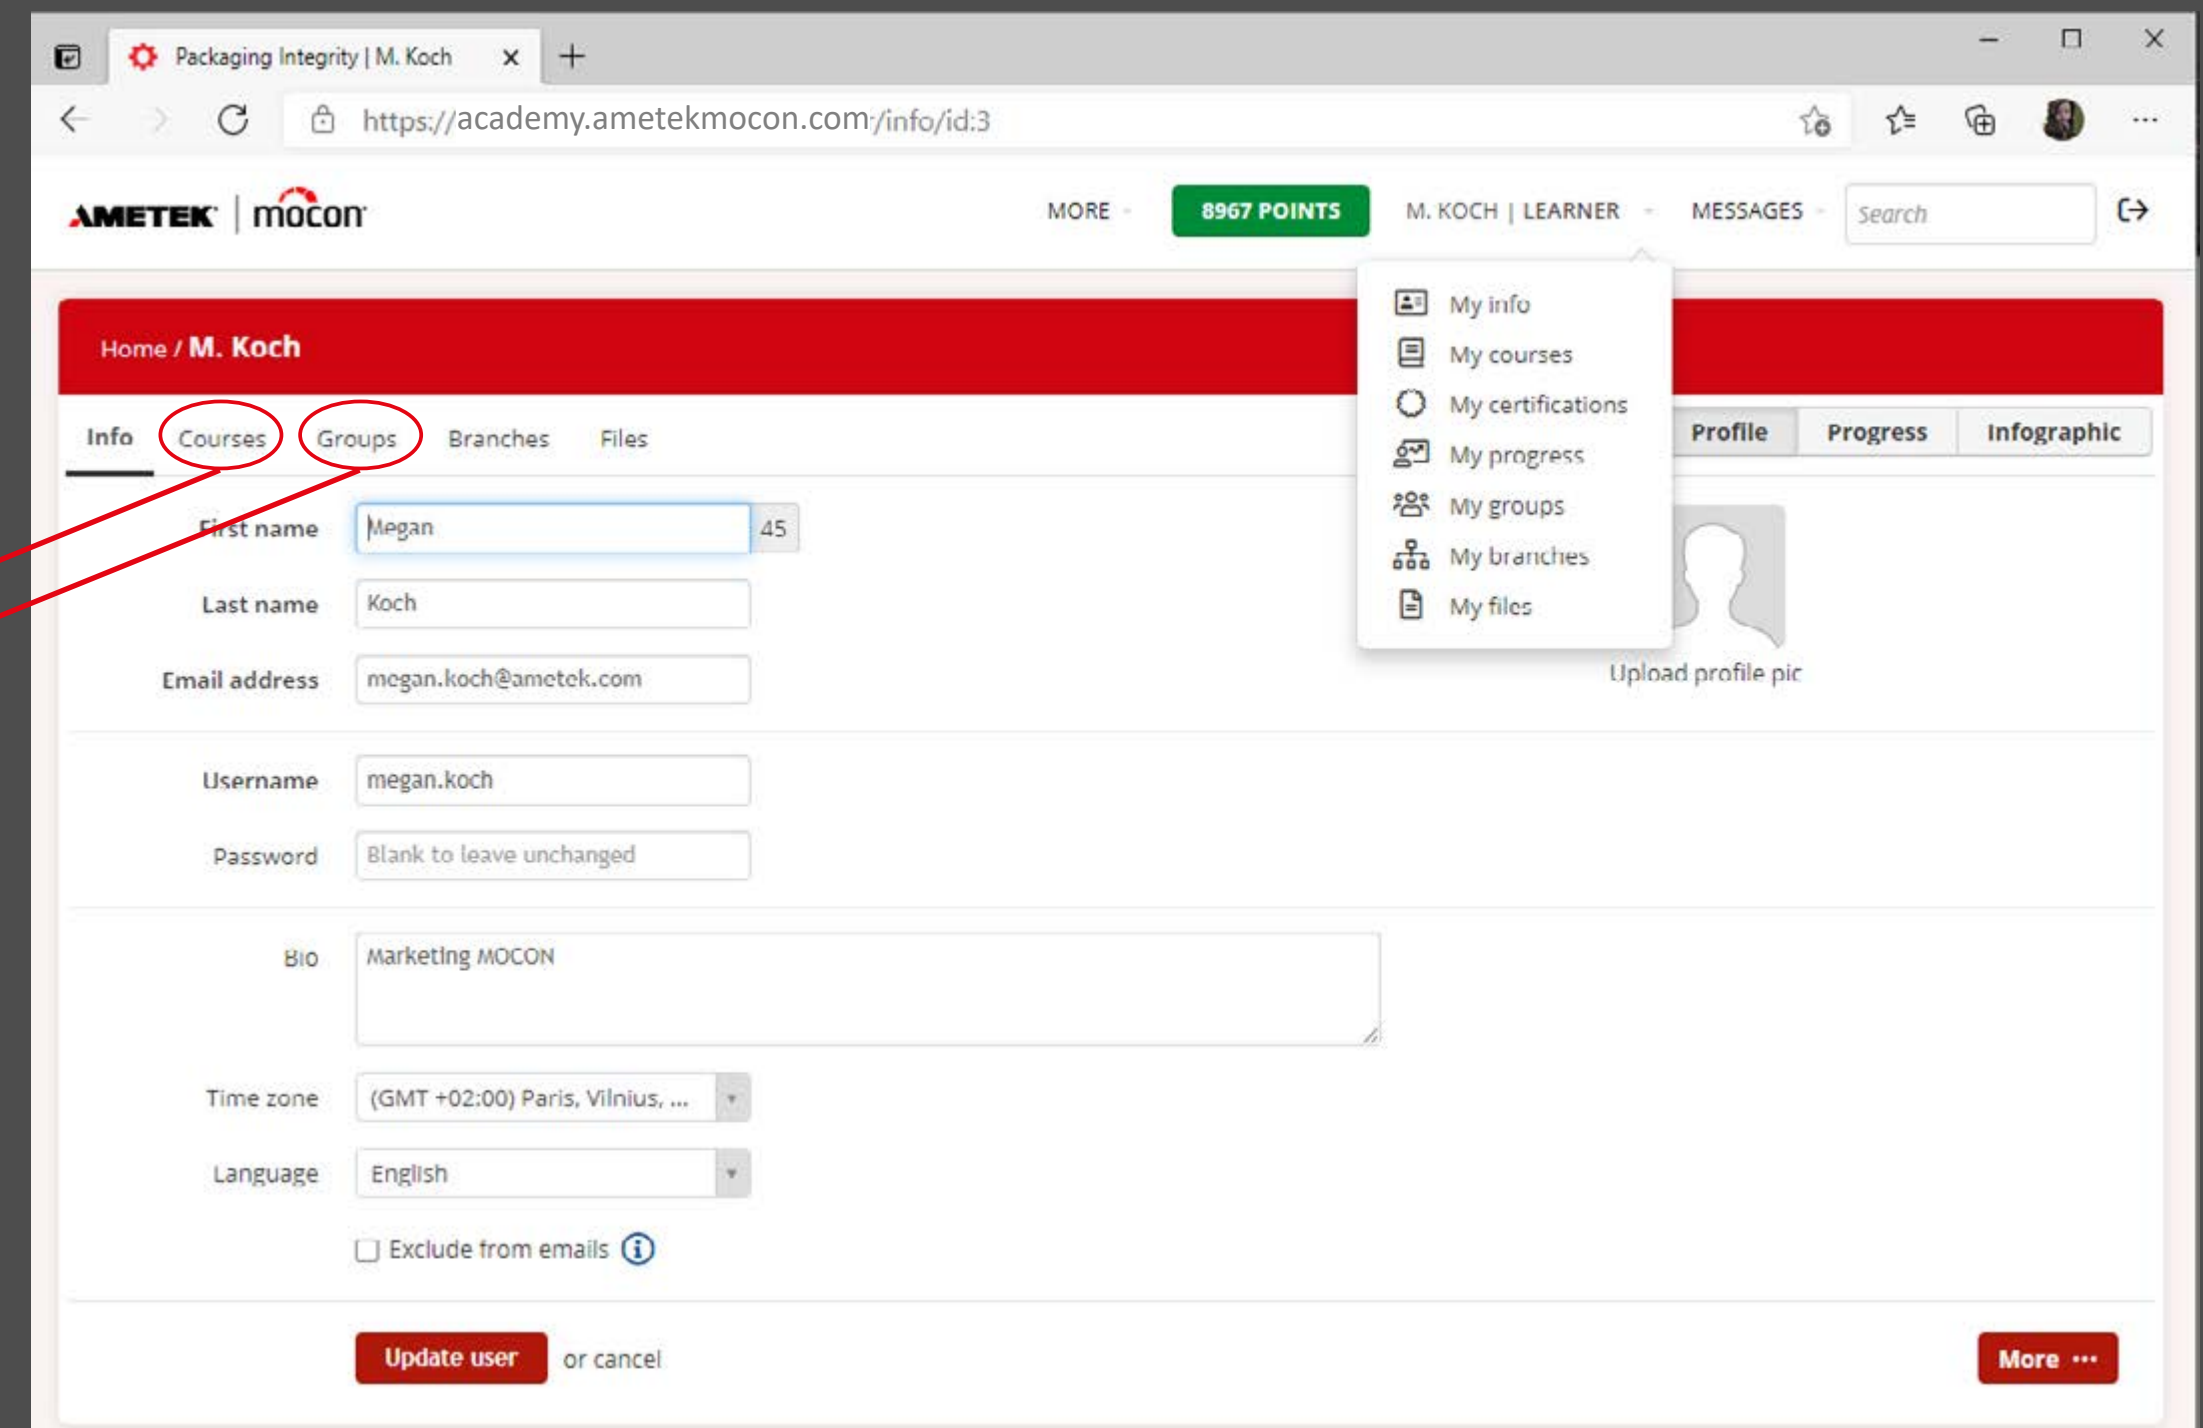 Packaging Integrity | M. Koch
https://academy.ametekmocon.com/info/id:3
AMETEK | mocon
MORE
8967 POINTS
M. KOCH | LEARNER
MESSAGES
Search
My info
My courses
My certifications
My progress
My groups
My branches
My files
Home / M. Koch
Info
Courses
Groups
Branches
Files
Profile
Progress
Infographic
First name
Megan
45
Last name
Koch
Email address
megan.koch@ametek.com
Upload profile pic
Username
megan.koch
Password
Blank to leave unchanged
Bio
Marketing MOCON
Time zone
(GMT +02:00) Paris, Vilnius, ...
Language
English
Exclude from emails
Update user
or cancel
More ···